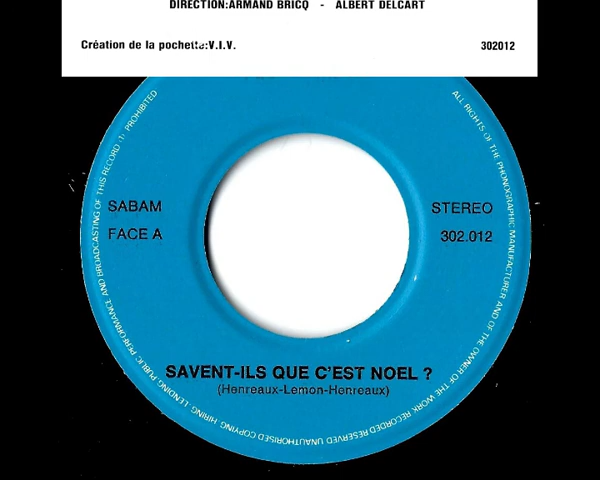 DIRECTION:ARMAND BRICQ - ALBERT DELCART
Création de la pochette:V.I.V.
302012
SABAM
FACE A
STEREO
302.012
SAVENT-ILS QUE C'EST NOEL ?
(Henreaux-Lemon-Henreaux)
ALL RIGHTS OF THE PHONOGRAPHIC MANUFACTURER AND OF THE OWNER OF THE WORK RECORDED RESERVED UNAUTHORISED COPYING, HIRING, LENDING, PUBLIC PERFORMANCE AND BROADCASTING OF THIS RECORD PROHIBITED